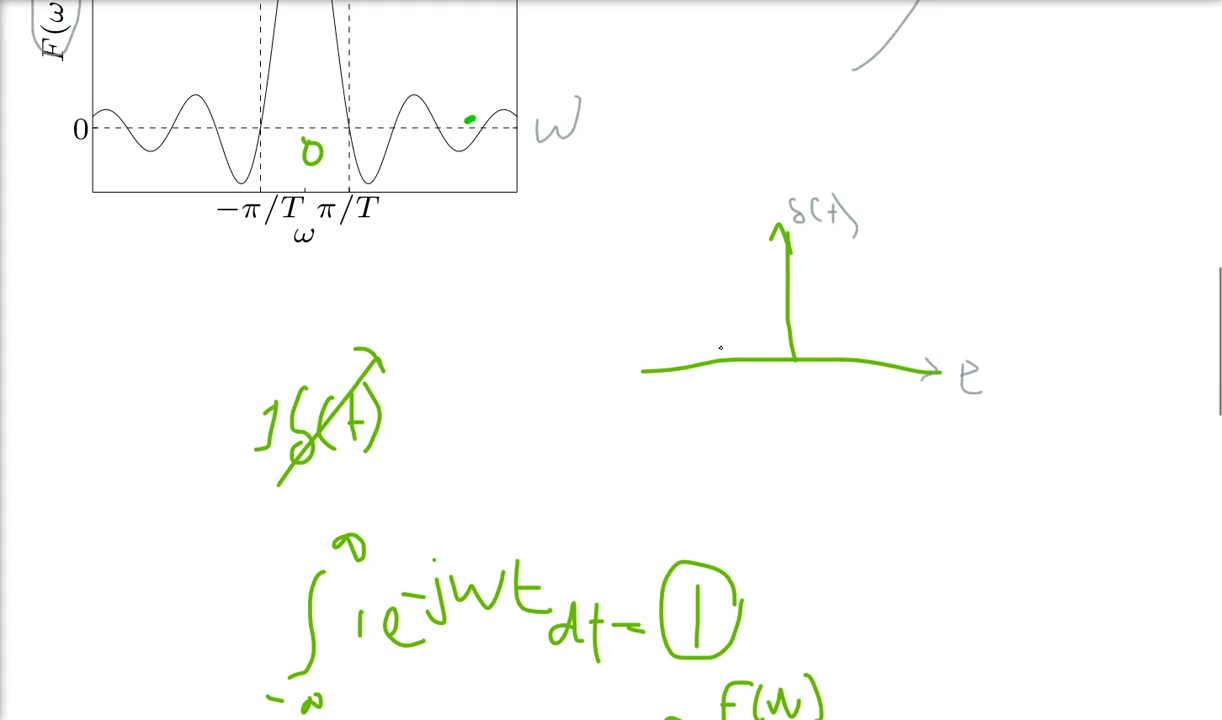 F(ω
0
0
W
-π/T π/T
ω
δ(t)
t
1δ(t)
∫ -∞ ∞ 1e^-jwt dt = 1
F(w)